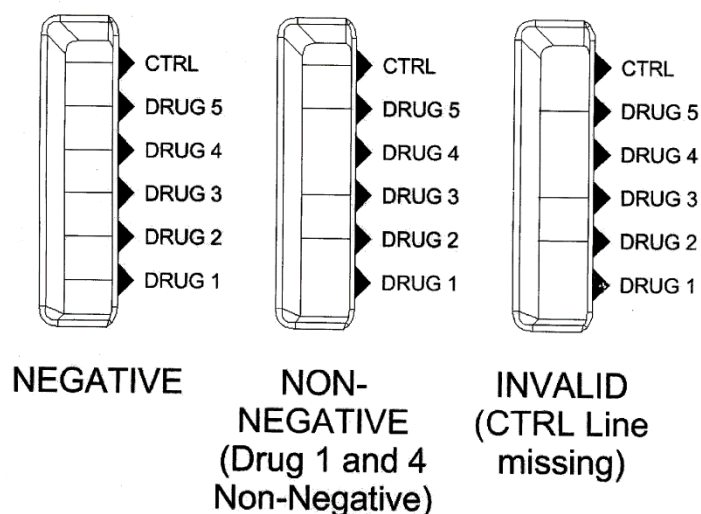 CTRL
DRUG 5
DRUG 4
DRUG 3
DRUG 2
DRUG 1
NEGATIVE
CTRL
DRUG 5
DRUG 4
DRUG 3
DRUG 2
DRUG 1
NON-
NEGATIVE
(Drug 1 and 4
Non-Negative)
CTRL
DRUG 5
DRUG 4
DRUG 3
DRUG 2
DRUG 1
INVALID
(CTRL Line
missing)